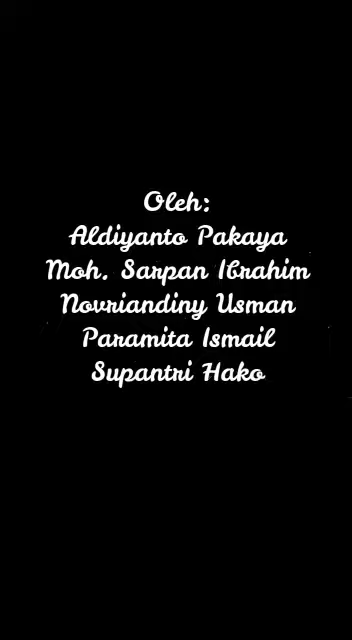 Oleh:
Aldiyanto Pakaya
Moh. Sarpan Ibrahim
Novriandiny Usman
Paramita Ismail
Supantri Hako